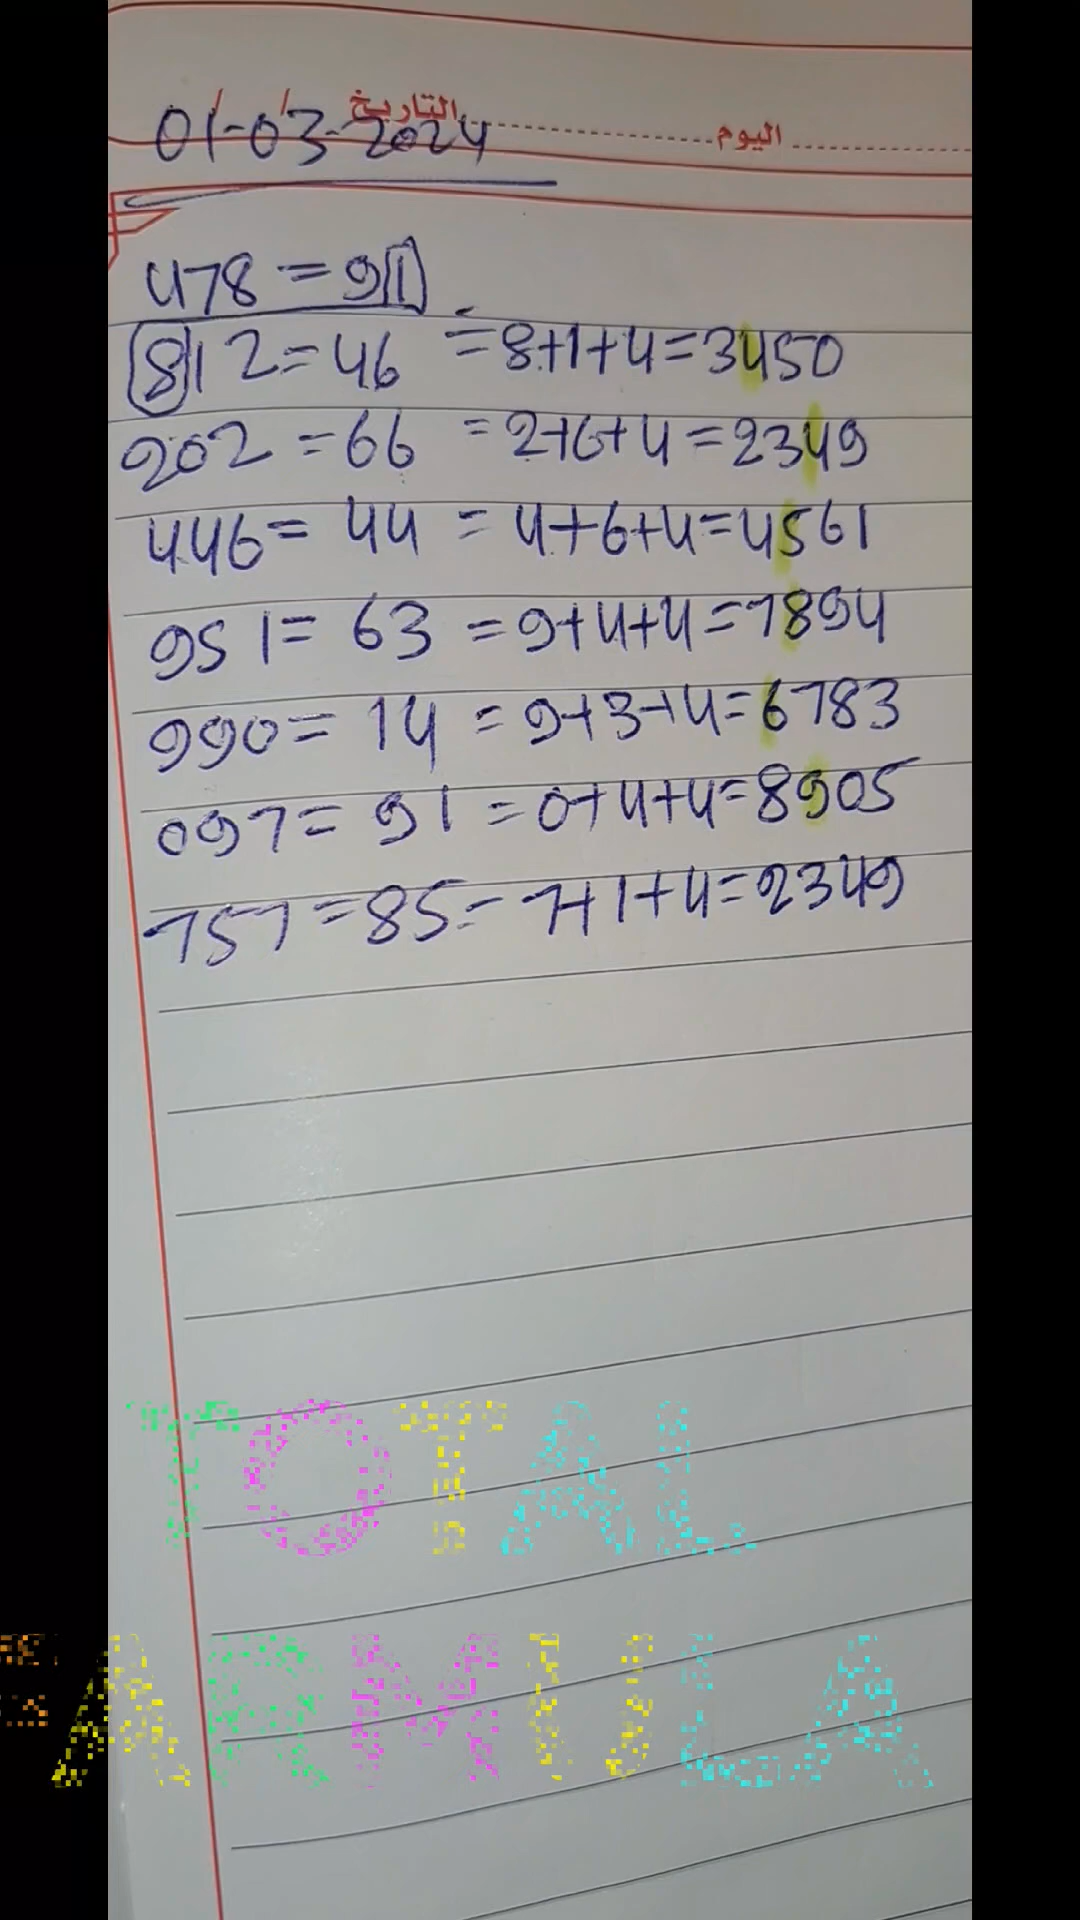 اليوم التاريخ
01-03-2024
478 = 91
812 = 46 = 8+1+4=3450
202 = 66 = 2+6+4=2349
446 = 44 = 4+6+4=4561
951 = 63 = 9+4+4=7894
990 = 14 = 9+3+4=6783
097 = 91 = 0+4+4=8905
757 = 85 = 7+1+4=2349
TOTAL
FARMULA